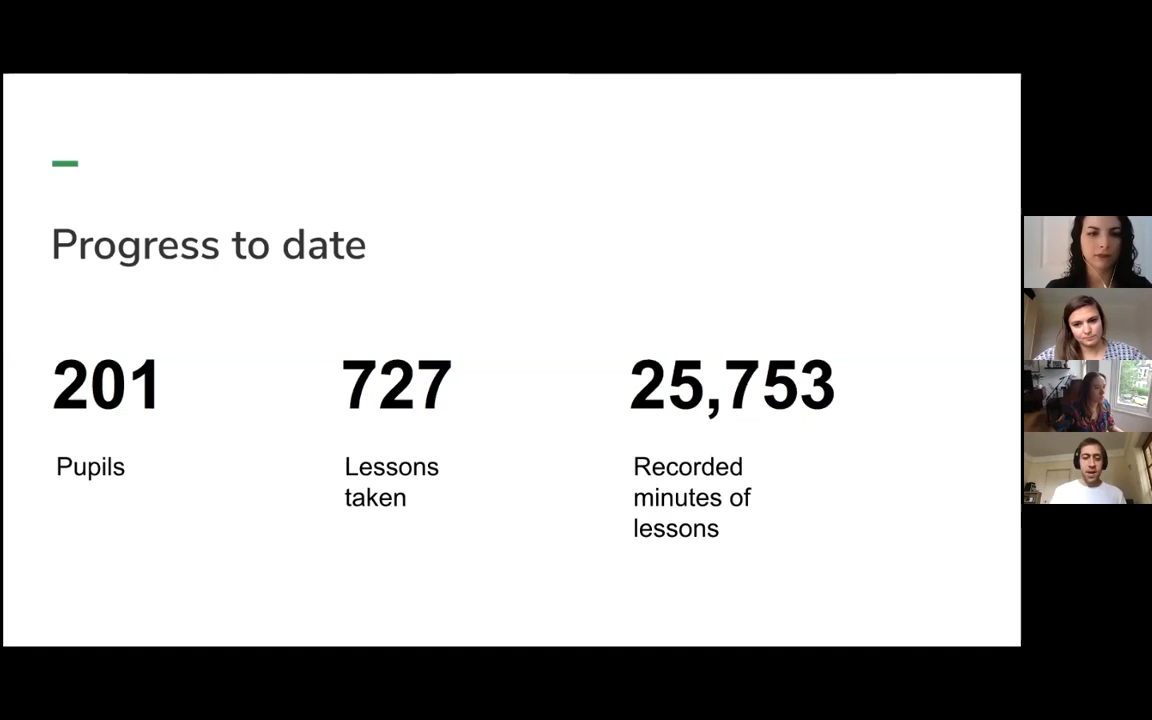 Progress to date
201
Pupils
727
Lessons
taken
25,753
Recorded
minutes of
lessons